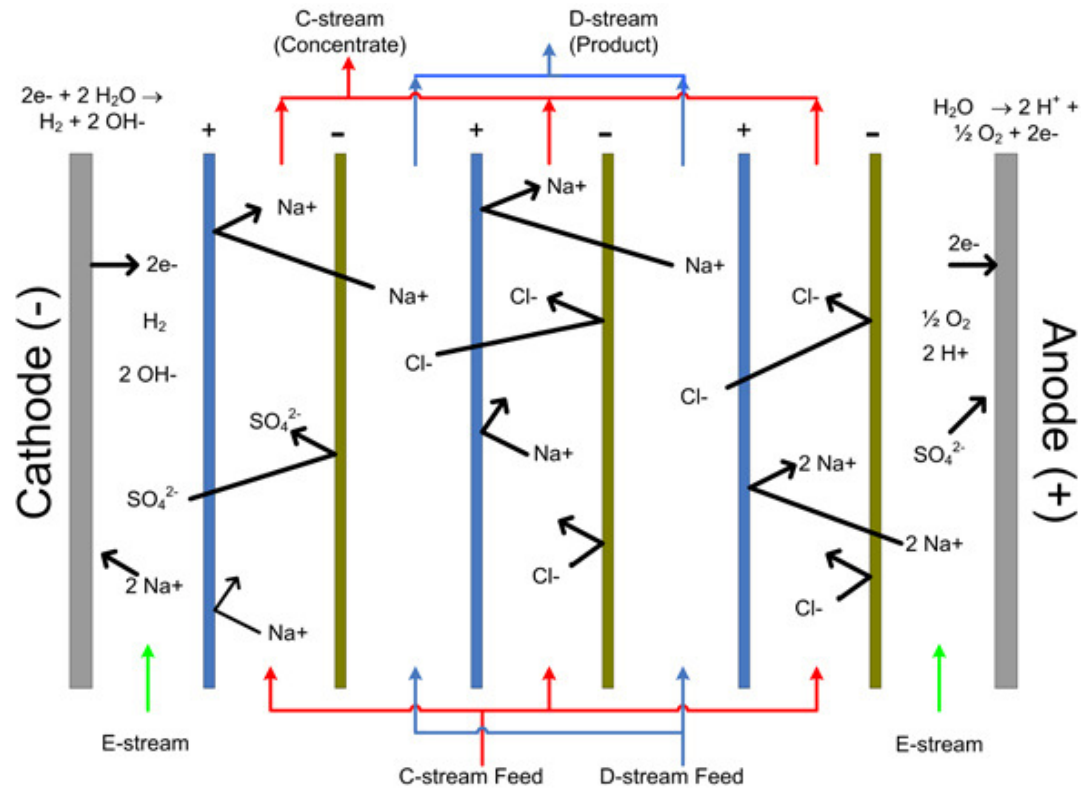 C-stream
(Concentrate)
D-stream
(Product)
2e- + 2 H₂O →
H₂ + 2 OH-
H₂O → 2 H⁺ +
½ O₂ + 2e-
+
–
+
–
+
–
Cathode (-)
Anode (+)
Na+
Na+
2e-
Na+
Na+
2e-
H₂
Cl-
Cl-
½ O₂
2 OH-
Cl-
Cl-
2 H+
SO₄²⁻
Na+
2 Na+
SO₄²⁻
SO₄²⁻
2 Na+
2 Na+
Cl-
Cl-
Na+
E-stream
E-stream
C-stream Feed
D-stream Feed